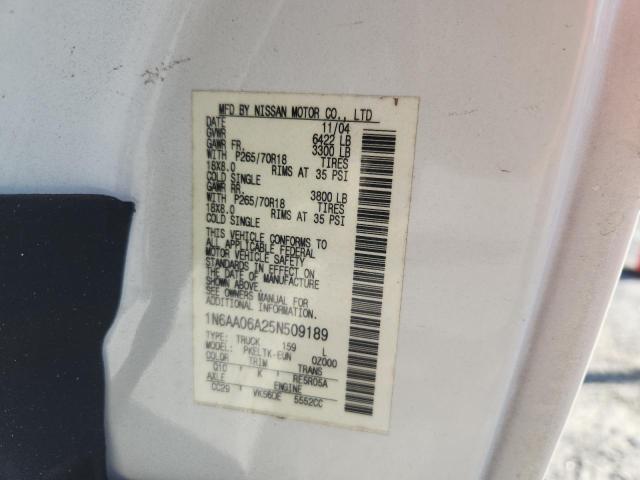 MFD BY NISSAN MOTOR CO., LTD
DATE 11/04
GVWR 6422 LB
GAWR FR. 3300 LB
WITH P265/70R18 TIRES
18X8.0 RIMS AT 35 PSI
COLD SINGLE
GAWR RR. 3800 LB
WITH P265/70R18 TIRES
18X8.0 RIMS AT 35 PSI
COLD SINGLE
THIS VEHICLE CONFORMS TO
ALL APPLICABLE FEDERAL
MOTOR VEHICLE SAFETY
STANDARDS IN EFFECT ON
THE DATE OF MANUFACTURE
SHOWN ABOVE.
SEE OWNERS MANUAL FOR
ADDITIONAL INFORMATION.
1N6AA06A25N509189
TYPE: TRUCK 159 L
MODEL: PKELTK-EUN 0Z000
COLOR TRIM TRANS
Q10 K RE5R05A
AXLE ENGINE
CC29 VK56DE 5552CC